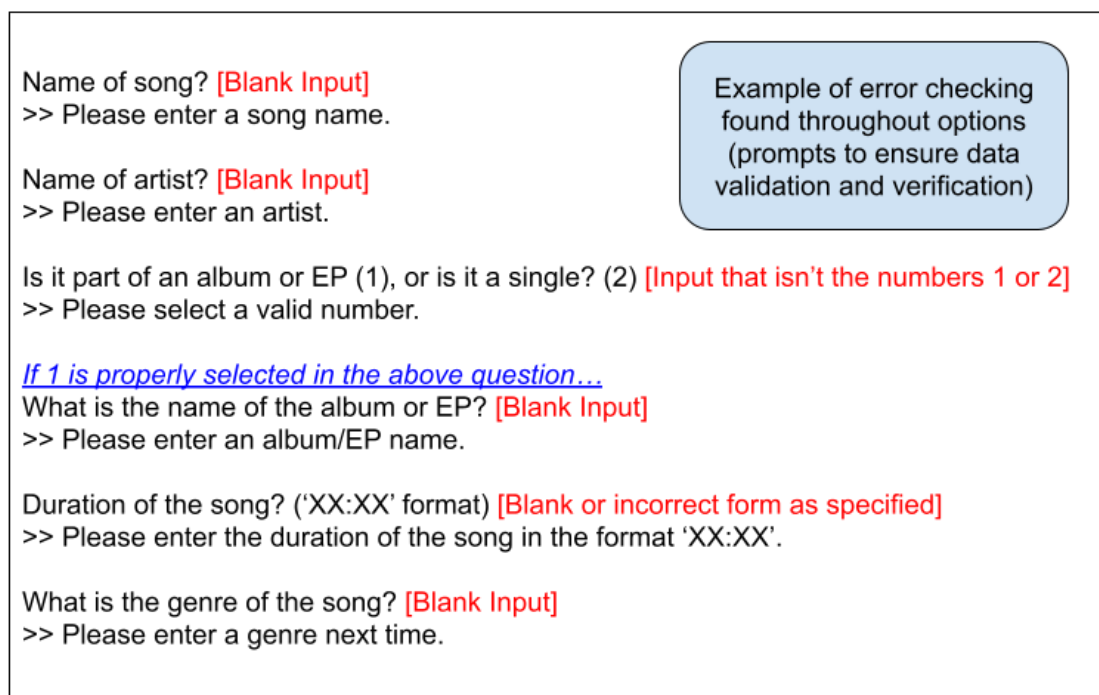 Name of song? [Blank Input]
>> Please enter a song name.
Example of error checking
found throughout options
(prompts to ensure data
validation and verification)
Name of artist? [Blank Input]
>> Please enter an artist.
Is it part of an album or EP (1), or is it a single? (2) [Input that isn’t the numbers 1 or 2]
>> Please select a valid number.
If 1 is properly selected in the above question…
What is the name of the album or EP? [Blank Input]
>> Please enter an album/EP name.
Duration of the song? (‘XX:XX’ format) [Blank or incorrect form as specified]
>> Please enter the duration of the song in the format ‘XX:XX’.
What is the genre of the song? [Blank Input]
>> Please enter a genre next time.